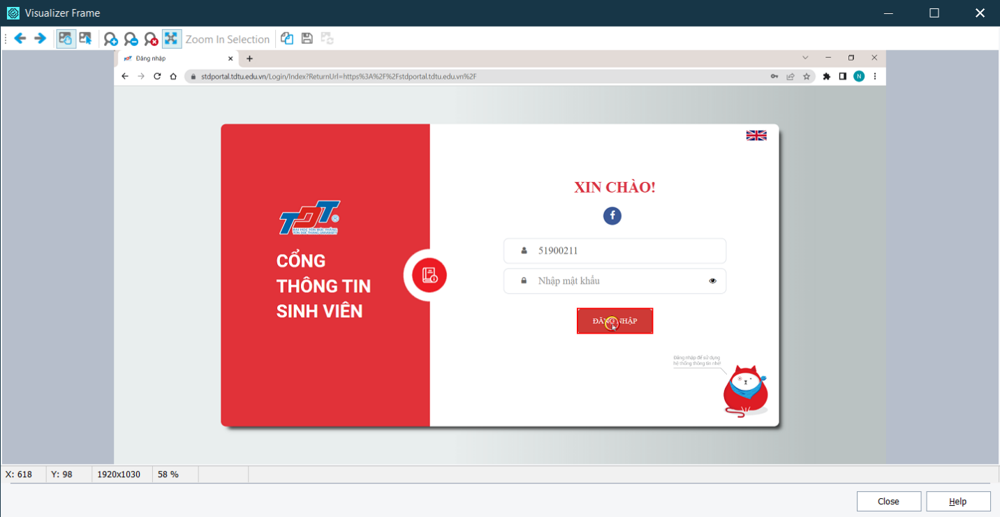 Visualizer Frame
Zoom In Selection
Đăng nhập
stdportal.tdtu.edu.vn/Login/Index?ReturnUrl=https%3A%2F%2Fstdportal.tdtu.edu.vn%2F
N
XIN CHÀO!
f
TDT
ĐẠI HỌC TÔN ĐỨC THẮNG
TON DUC THANG UNIVERSITY
CỔNG
THÔNG TIN
SINH VIÊN
51900211
Nhập mật khẩu
ĐĂNG NHẬP
Đăng nhập để sử dụng
hệ thống thông tin nhé!
X: 618 Y: 98 1920x1030 58 %
Close Help